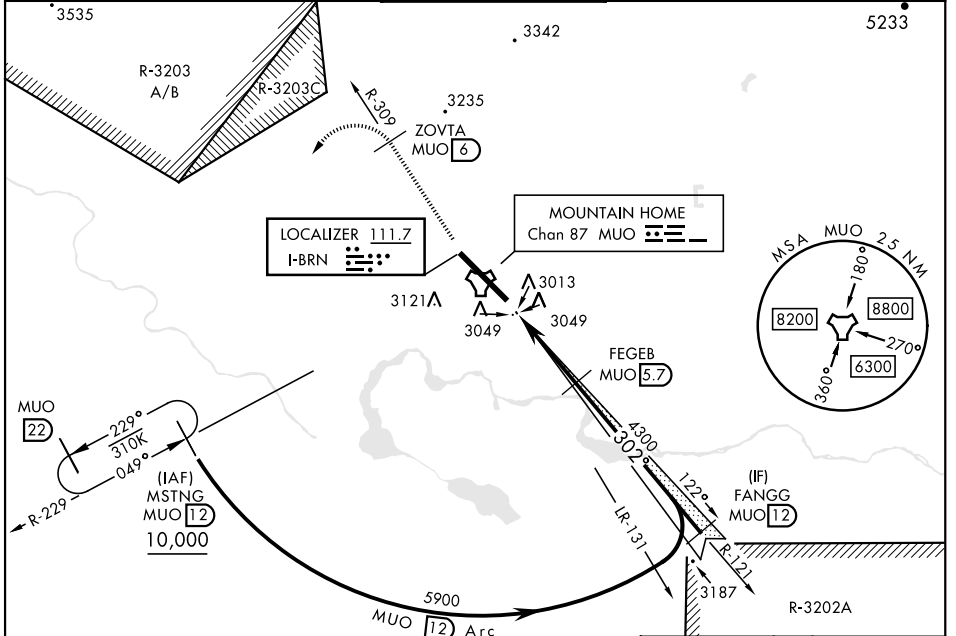 3535
3342
5233
R-3203
A/B
R-3203C
R-309
3235
ZOVTA
MUO 6
MOUNTAIN HOME
Chan 87 MUO
LOCALIZER 111.7
I-BRN
MSA MUO 25 NM
180°
8200
8800
270°
6300
360°
3121
3013
3049
3049
FEGEB
MUO 5.7
MUO
22
229°
310K
049°
R-229
(IAF)
MSTNG
MUO 12
10,000
4300
302°
122°
(IF)
FANGG
MUO 12
LR-131
R-121
3187
R-3202A
5900
MUO 12 Arc